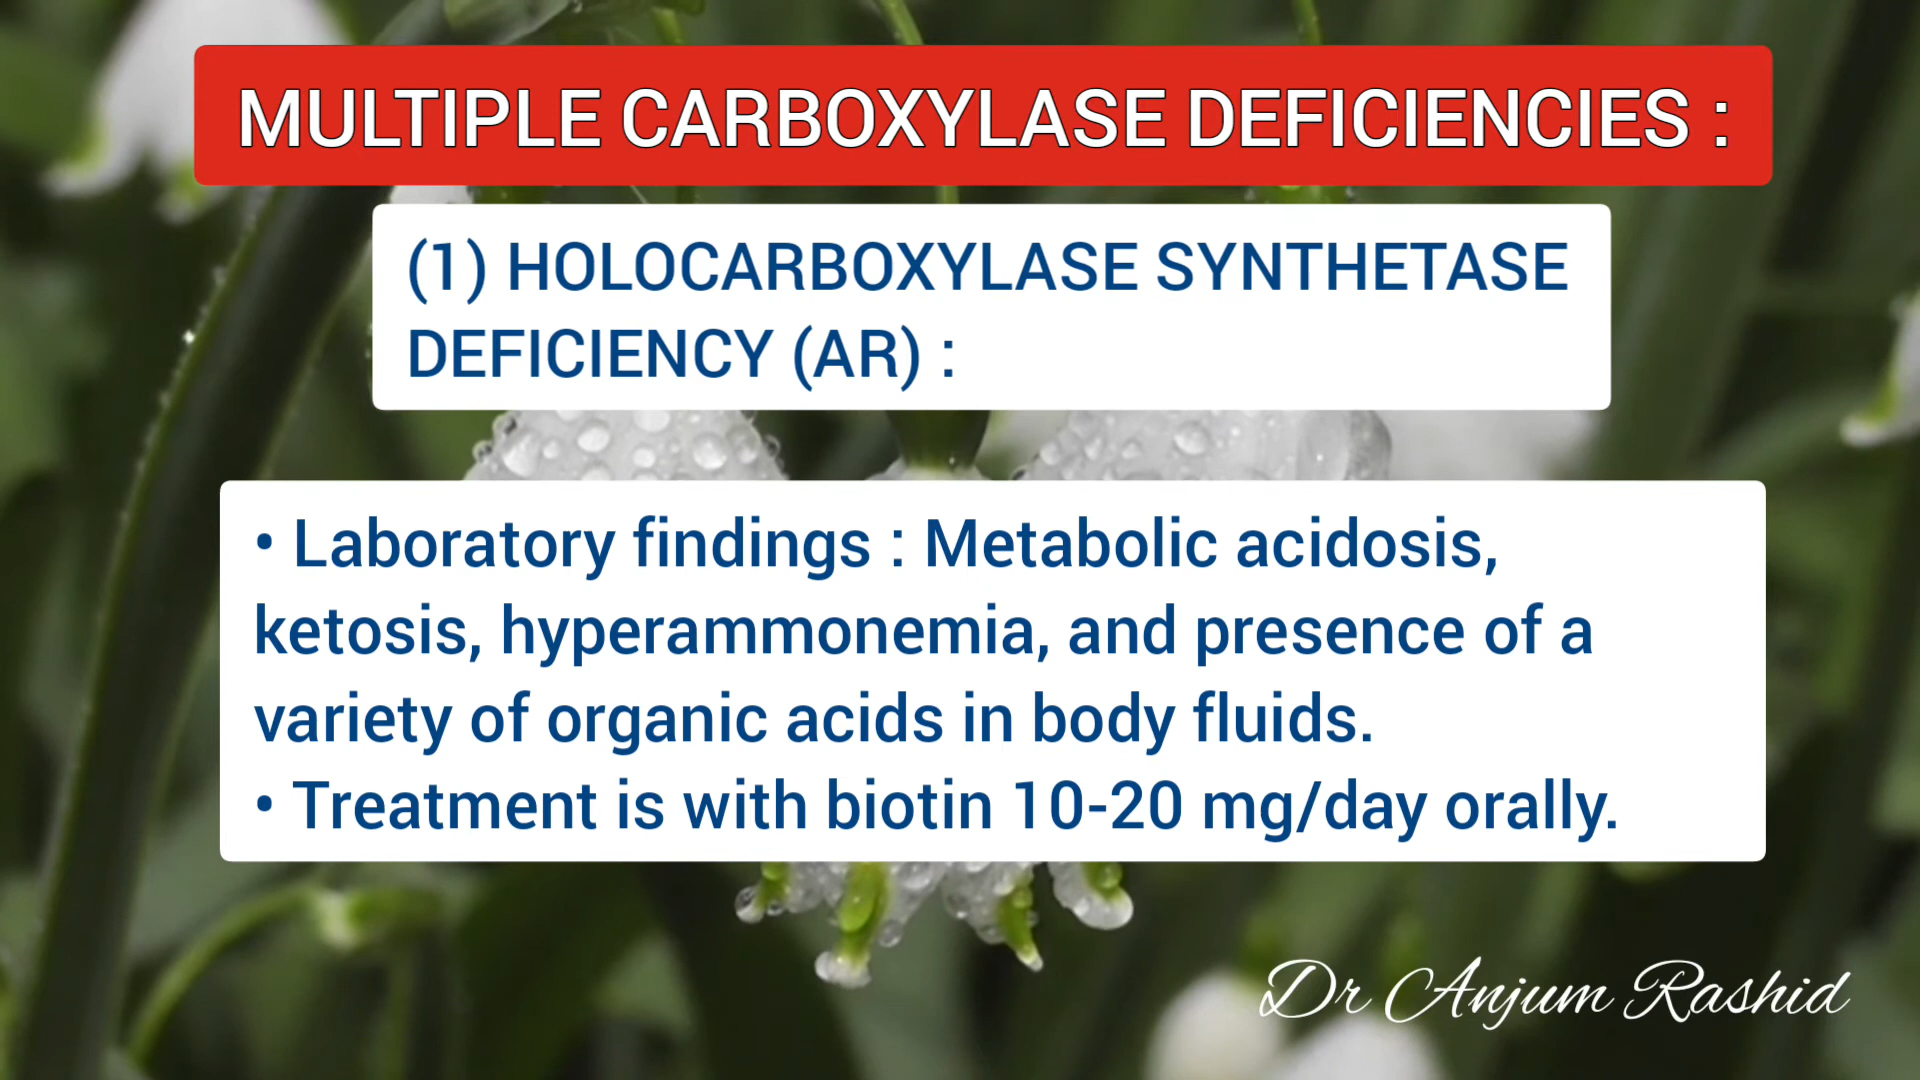 MULTIPLE CARBOXYLASE DEFICIENCIES :
(1) HOLOCARBOXYLASE SYNTHETASE
DEFICIENCY (AR) :
• Laboratory findings : Metabolic acidosis,
ketosis, hyperammonemia, and presence of a
variety of organic acids in body fluids.
• Treatment is with biotin 10-20 mg/day orally.
Dr Anjum Rashid